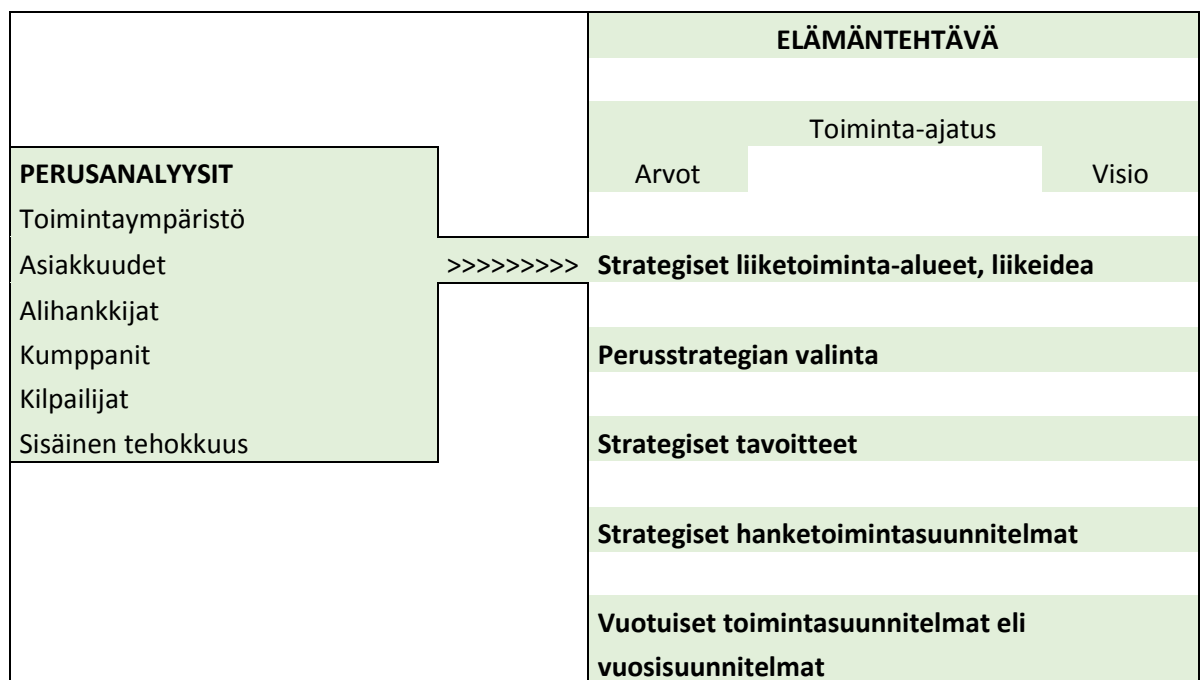 ELÄMÄNTEHTÄVÄ
Toiminta-ajatus
PERUSANALYYSIT
Arvot
Visio
Toimintaympäristö
Asiakkuudet
>>>>>>>>>
Strategiset liiketoiminta-alueet, liikeidea
Alihankkijat
Kumppanit
Perusstrategian valinta
Kilpailijat
Sisäinen tehokkuus
Strategiset tavoitteet
Strategiset hanketoimintasuunnitelmat
Vuotuiset toimintasuunnitelmat eli
vuosisuunnitelmat